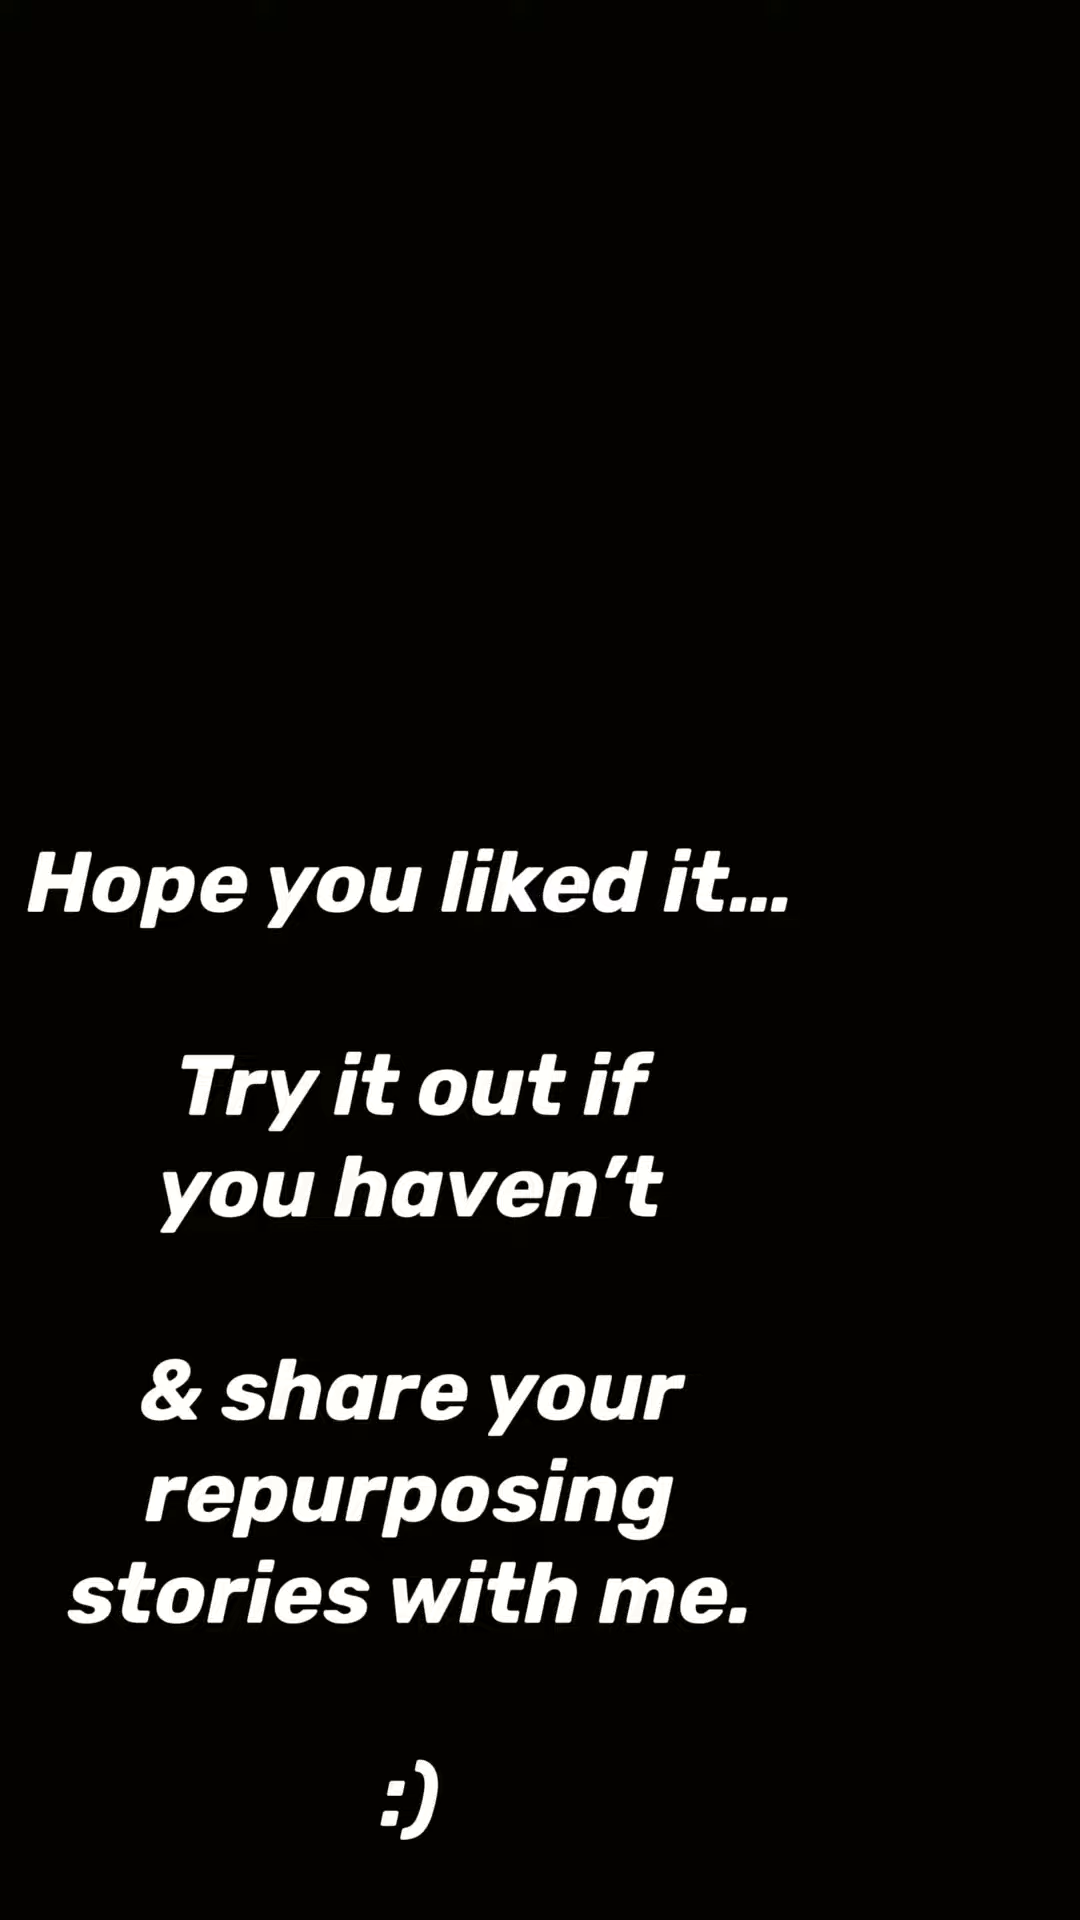 Hope you liked it...
Try it out if
you haven’t
& share your
repurposing
stories with me.
:)